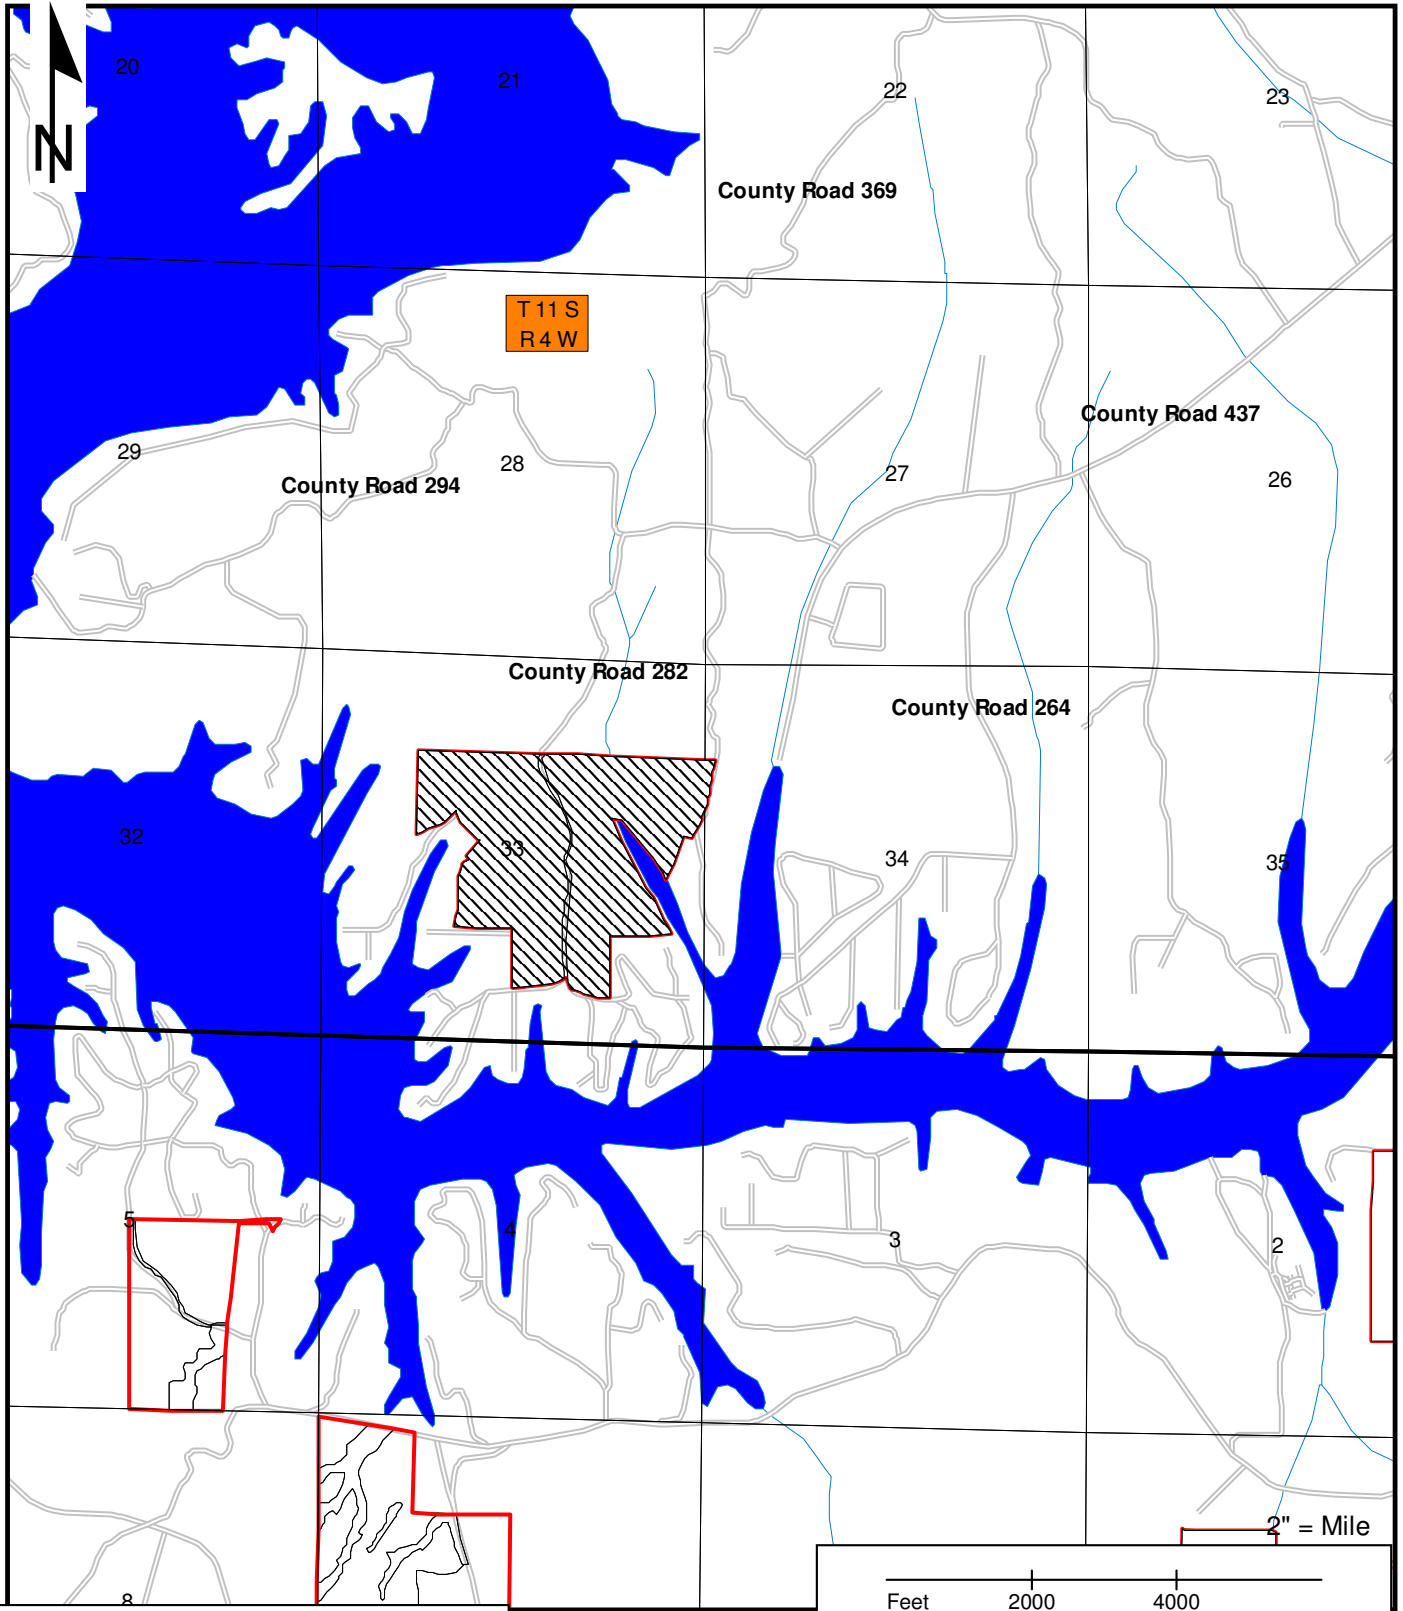 N
20
21
22
23
County Road 369
T 11 S
R 4 W
County Road 437
29
28
27
26
County Road 294
County Road 282
County Road 264
32
33
34
35
5
4
3
2
2" = Mile
8
Feet 2000 4000